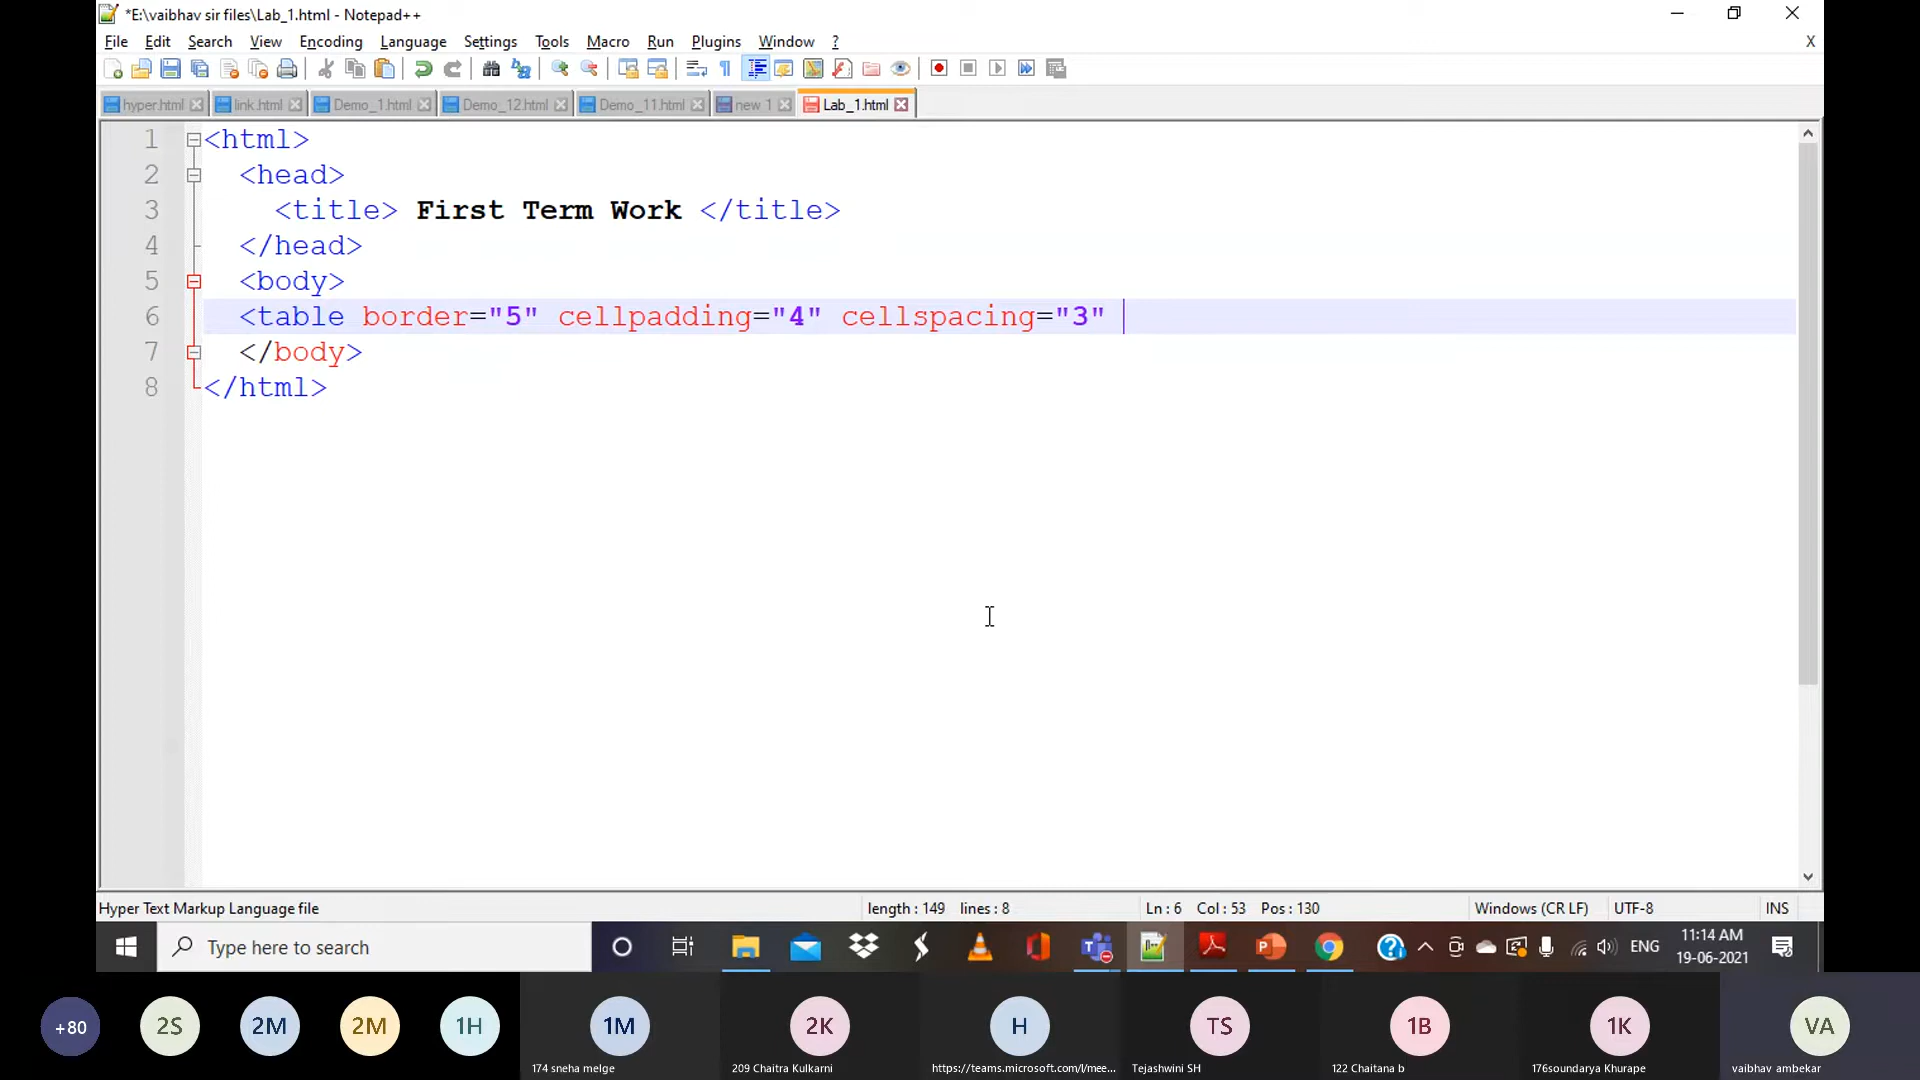 *E:\vaibhav sir files\Lab_1.html - Notepad++
File Edit Search View Encoding Language Settings Tools Macro Run Plugins Window ? X
hyper.html link.html Demo_1.html Demo_12.html Demo_11.html new 1 Lab_1.html
1 <html>
2 <head>
3 <title> First Term Work </title>
4 </head>
5 <body>
6 <table border="5" cellpadding="4" cellspacing="3"
7 </body>
8 </html>
Hyper Text Markup Language file length : 149 lines : 8 Ln : 6 Col : 53 Pos : 130 Windows (CR LF) UTF-8 INS
Type here to search ENG 11:14 AM
19-06-2021
+80 2S 2M 2M 1H 1M 2K H TS 1B 1K VA
174 sneha melge 209 Chaitra Kulkarni https://teams.microsoft.com/l/mee... Tejashwini SH 122 Chaitana b 176soundarya Khurape vaibhav ambekar